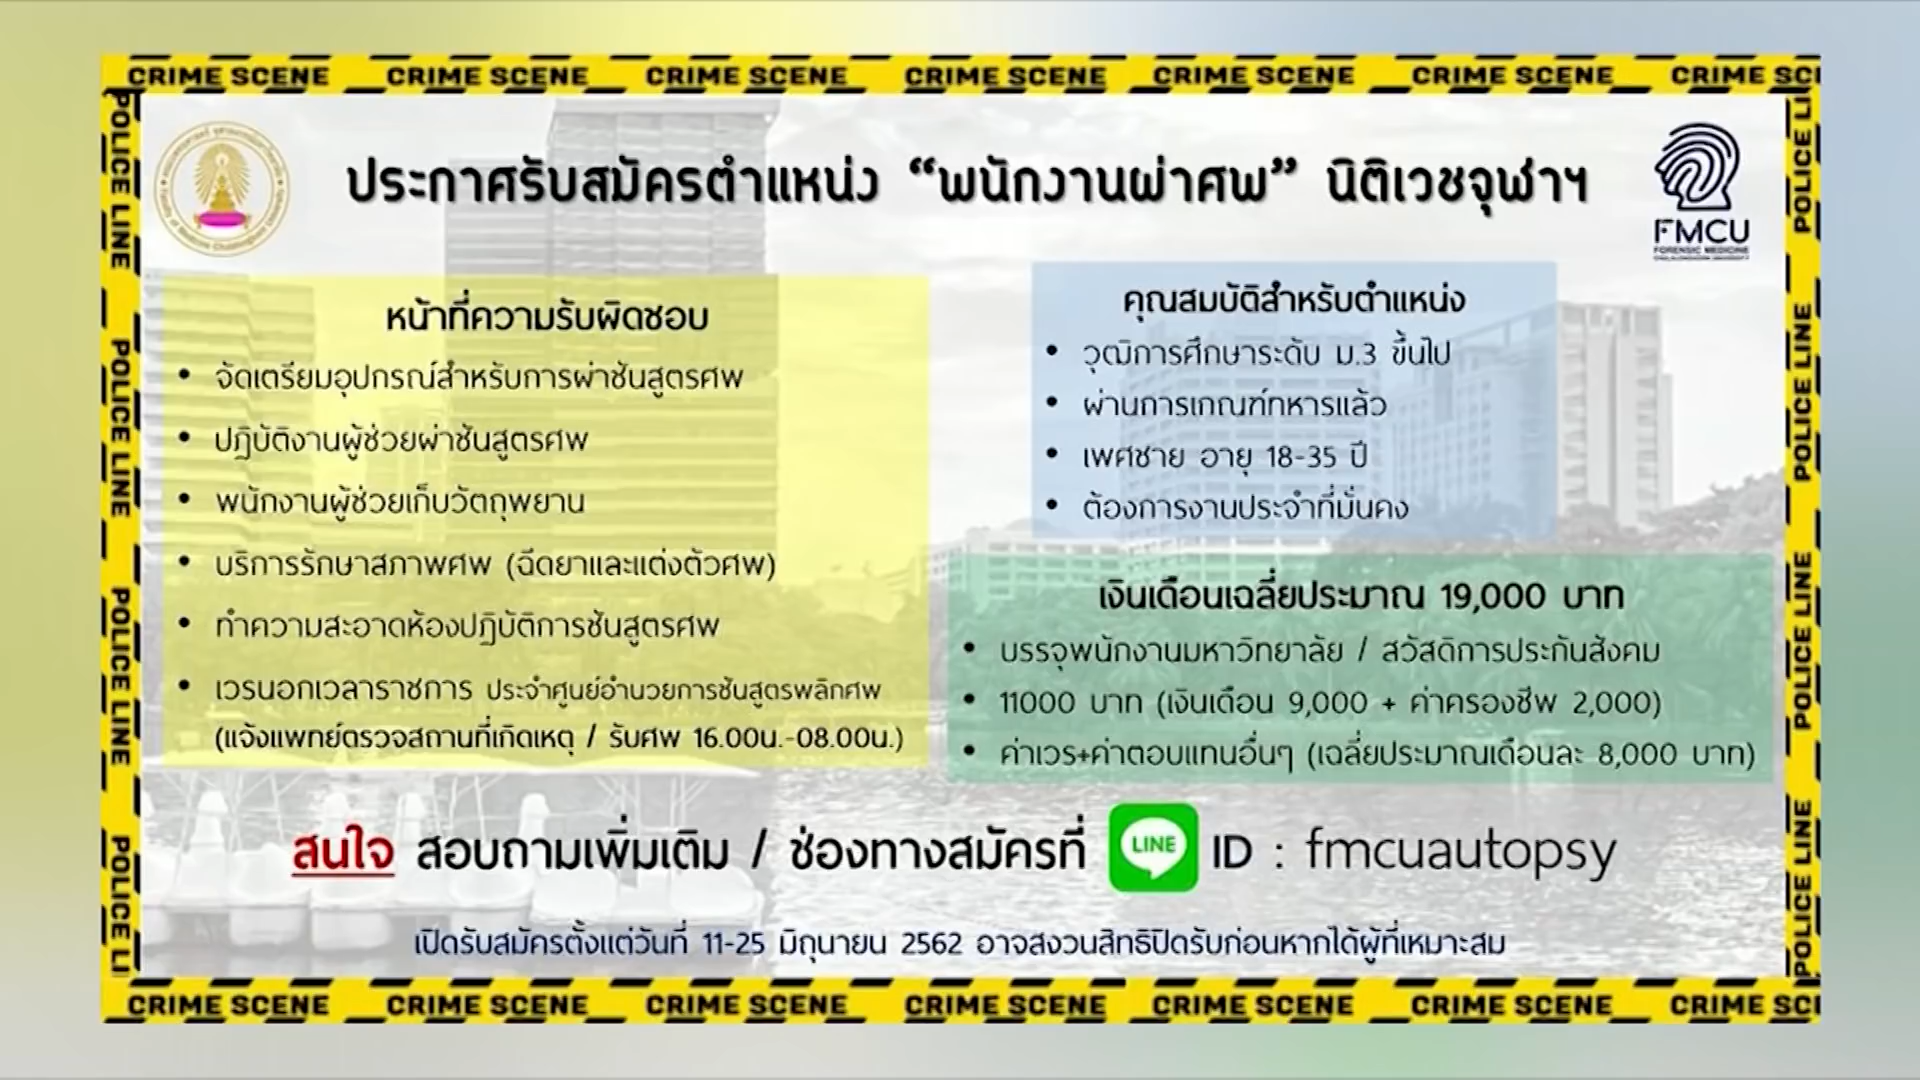 CRIME SCENE CRIME SCENE CRIME SCENE CRIME SCENE CRIME SCENE CRIME SCENE CRIME SCI
POLICE LINE POLICE LINE POLICE LINE POLICE LI
ประกาศรับสมัครตำแหน่ง “พนักงานผ่าศพ” นิติเวชจุฬาฯ
FMCU
FORENSIC MEDICINE
CHULALONGKORN UNIVERSITY
หน้าที่ความรับผิดชอบ
• จัดเตรียมอุปกรณ์สำหรับการผ่าชันสูตรศพ
• ปฏิบัติงานผู้ช่วยผ่าชันสูตรศพ
• พนักงานผู้ช่วยเก็บวัตถุพยาน
• บริการรักษาสภาพศพ (ฉีดยาและแต่งตัวศพ)
• ทำความสะอาดห้องปฏิบัติการชันสูตรศพ
• เวรนอกเวลาราชการ ประจำศูนย์อำนวยการชันสูตรพลิกศพ
(แจ้งแพทย์ตรวจสถานที่เกิดเหตุ / รับศพ 16.00น.-08.00น.)
คุณสมบัติสำหรับตำแหน่ง
• วุฒิการศึกษาระดับ ม.3 ขึ้นไป
• ผ่านการเกณฑ์ทหารแล้ว
• เพศชาย อายุ 18-35 ปี
• ต้องการงานประจำที่มั่นคง
เงินเดือนเฉลี่ยประมาณ 19,000 บาท
• บรรจุพนักงานมหาวิทยาลัย / สวัสดิการประกันสังคม
• 11000 บาท (เงินเดือน 9,000 + ค่าครองชีพ 2,000)
• ค่าเวร+ค่าตอบแทนอื่นๆ (เฉลี่ยประมาณเดือนละ 8,000 บาท)
สนใจ สอบถามเพิ่มเติม / ช่องทางสมัครที่ LINE ID : fmcuautopsy
เปิดรับสมัครตั้งแต่วันที่ 11-25 มิถุนายน 2562 อาจสงวนสิทธิปิดรับก่อนหากได้ผู้ที่เหมาะสม
POLICE LIN POLICE LINE POLICE LINE POLICE LINE
CRIME SCENE CRIME SCENE CRIME SCENE CRIME SCENE CRIME SCENE CRIME SCENE CRIME SCI